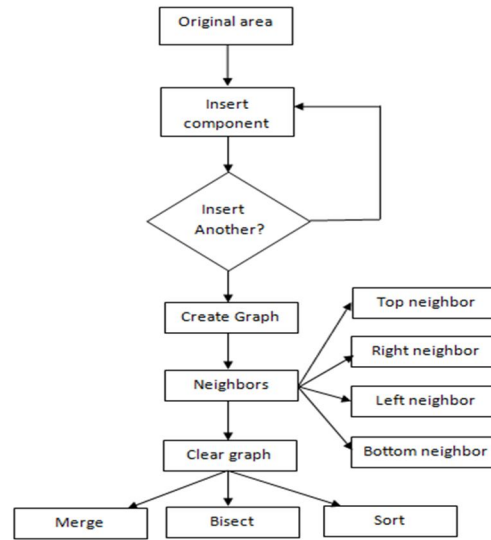 Original area
Insert
component
Insert
Another?
Create Graph
Top neighbor
Right neighbor
Neighbors
Left neighbor
Clear graph
Bottom neighbor
Merge
Bisect
Sort